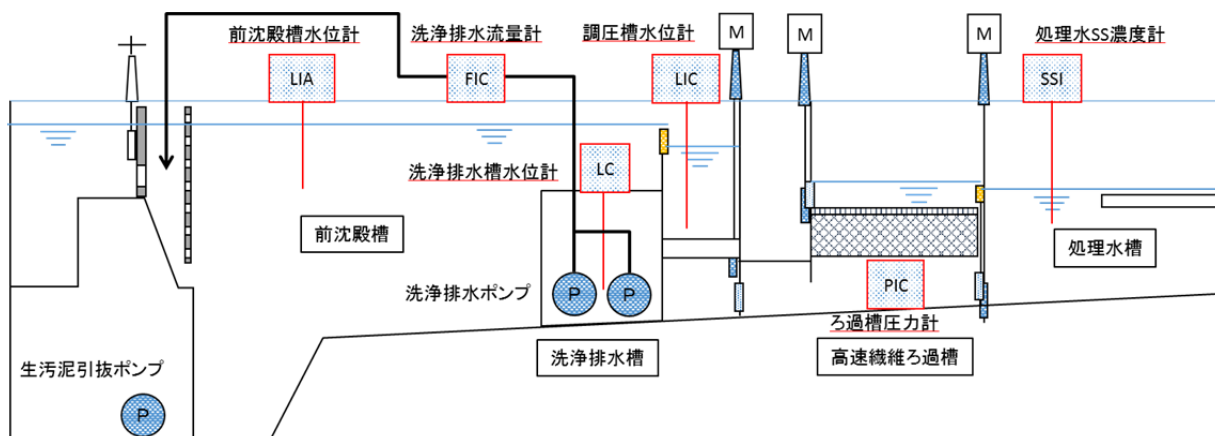 前沈殿槽水位計
洗浄排水流量計
調圧槽水位計
M
M
M
処理水SS濃度計
LIA
FIC
LIC
SSI
洗浄排水槽水位計
LC
前沈殿槽
処理水槽
洗浄排水ポンプ
P
P
PIC
ろ過槽圧力計
生汚泥引抜ポンプ
洗浄排水槽
高速繊維ろ過槽
P